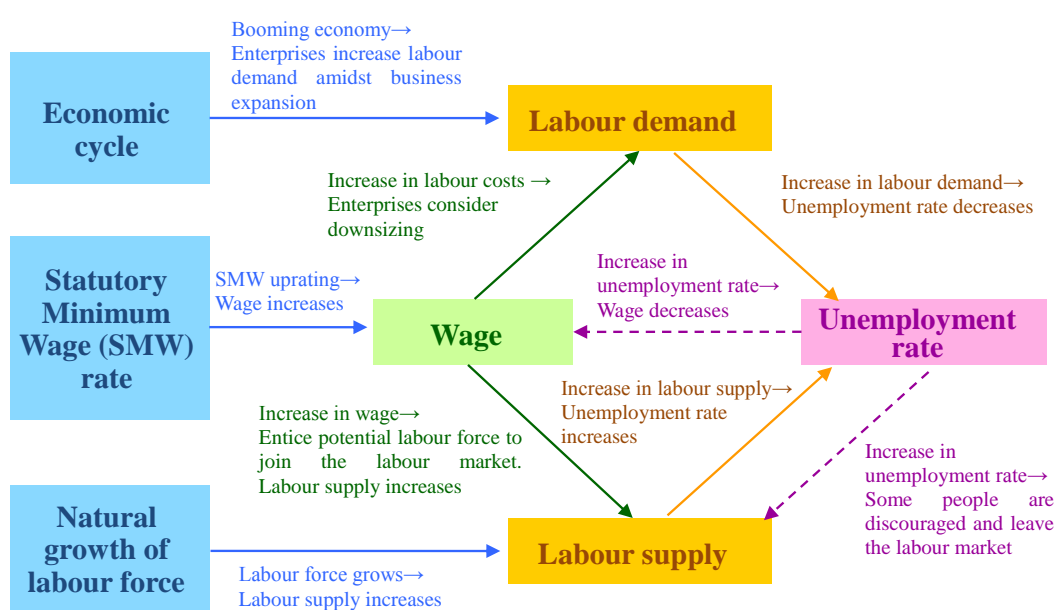 Booming economy→
Enterprises increase labour
demand amidst business
expansion
Economic
cycle
Labour demand
Increase in labour costs →
Enterprises consider
downsizing
Increase in labour demand→
Unemployment rate decreases
Statutory
Minimum
Wage (SMW)
rate
SMW uprating→
Wage increases
Increase in
unemployment rate→
Wage decreases
Wage
Unemployment
rate
Increase in wage→
Entice potential labour force to
join the labour market.
Labour supply increases
Increase in labour supply→
Unemployment rate
increases
Increase in
unemployment rate→
Some people are
discouraged and leave
the labour market
Natural
growth of
labour force
Labour supply
Labour force grows→
Labour supply increases